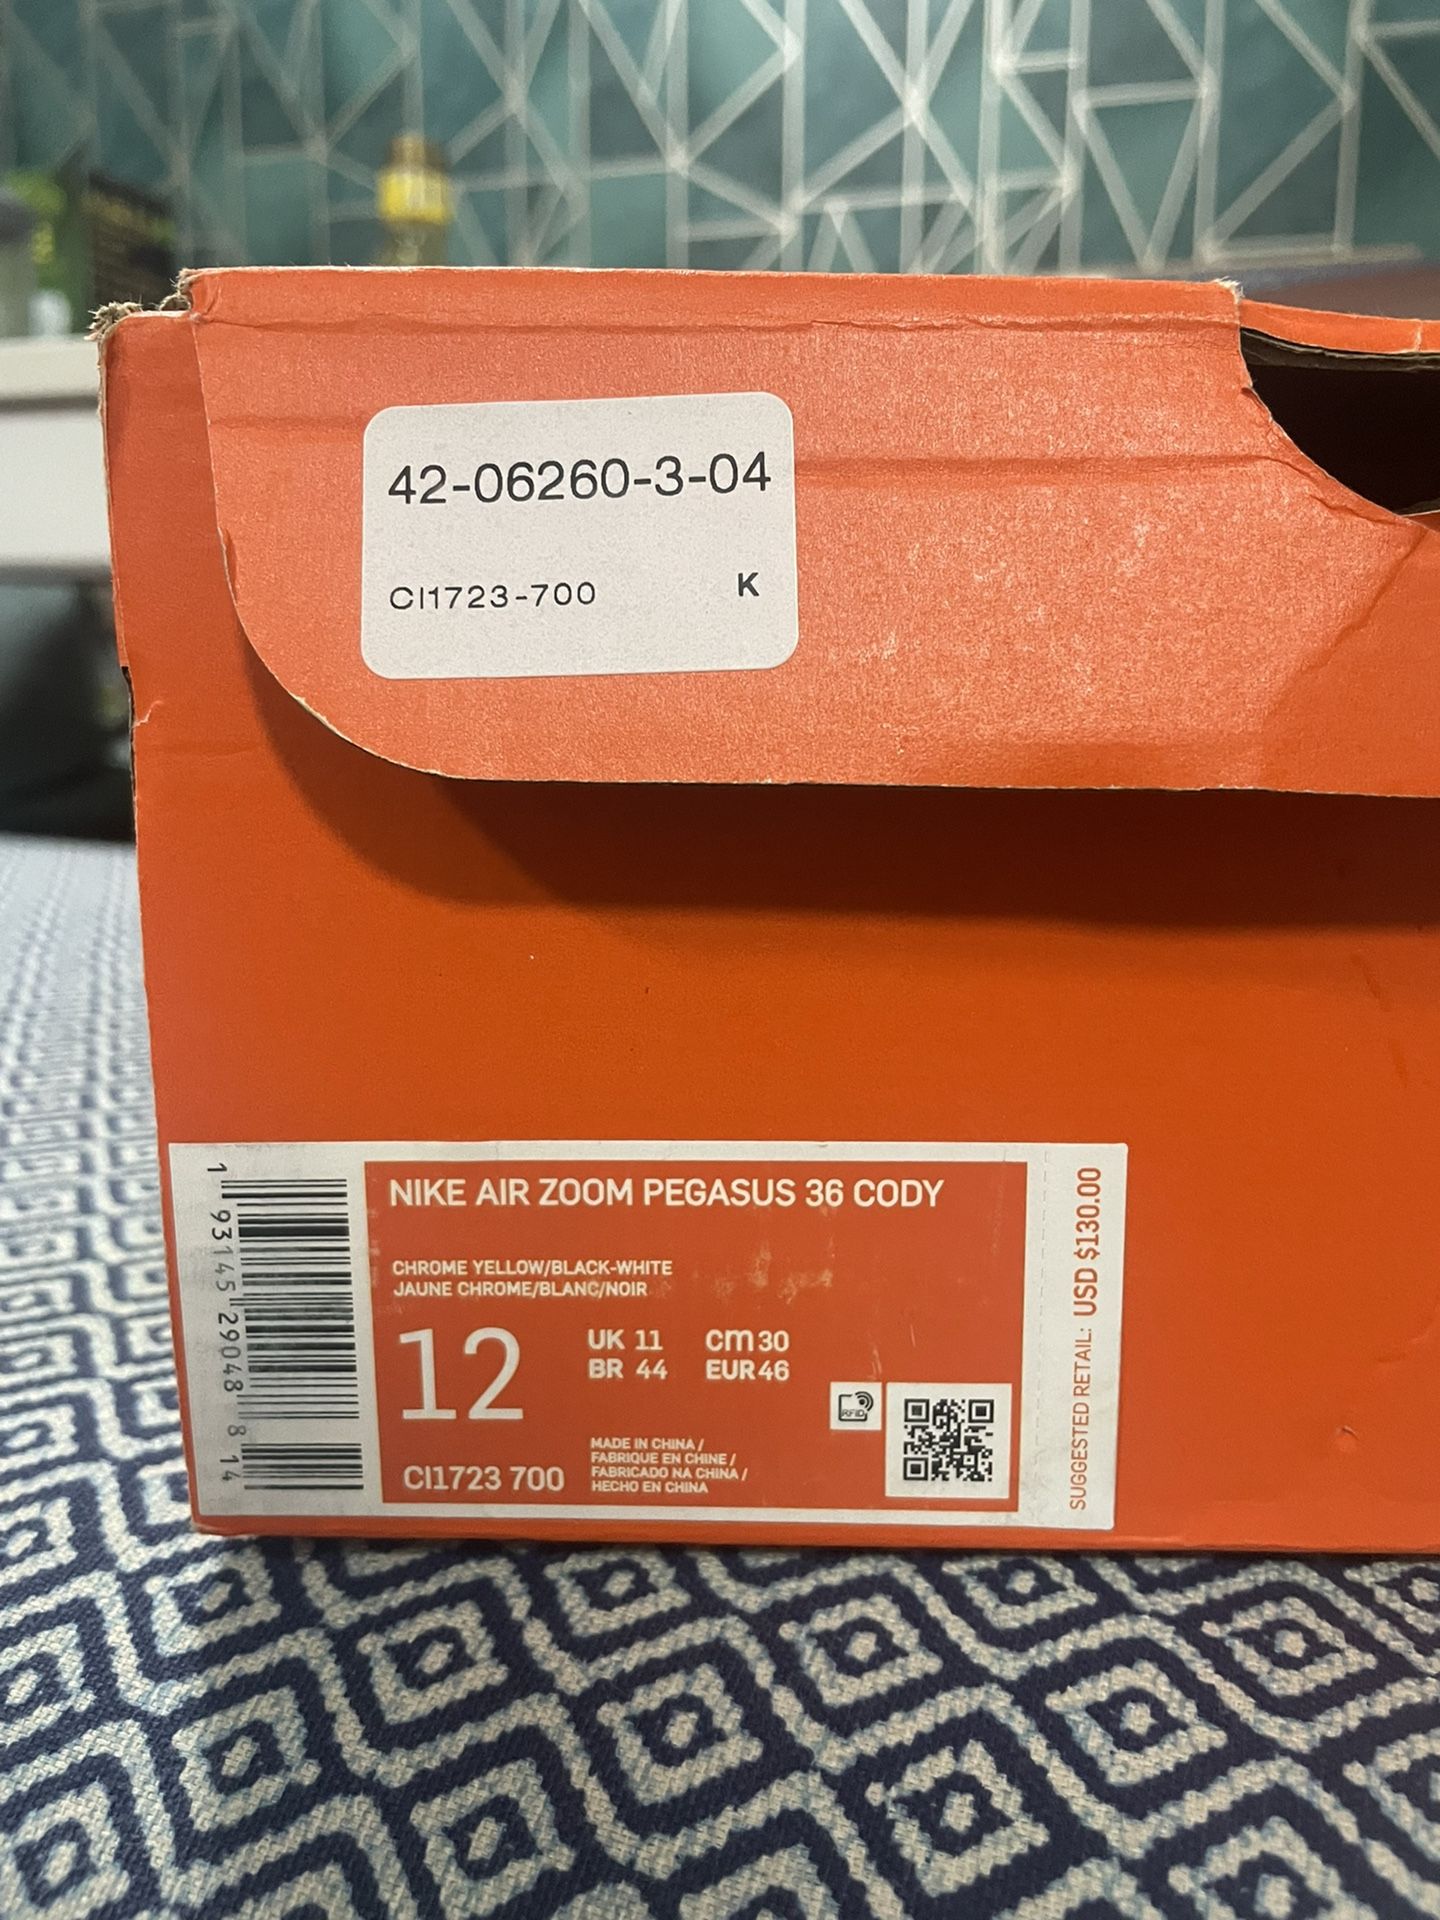 42-06260-3-04
CI1723-700 K
NIKE AIR ZOOM PEGASUS 36 CODY
CHROME YELLOW/BLACK-WHITE
JAUNE CHROME/BLANC/NOIR
12
UK 11 cm 30
BR 44 EUR 46
CI1723 700
MADE IN CHINA /
FABRIQUE EN CHINE /
FABRICADO NA CHINA /
HECHO EN CHINA
RFID
SUGGESTED RETAIL: USD $130.00
1 93145 29048 8 14